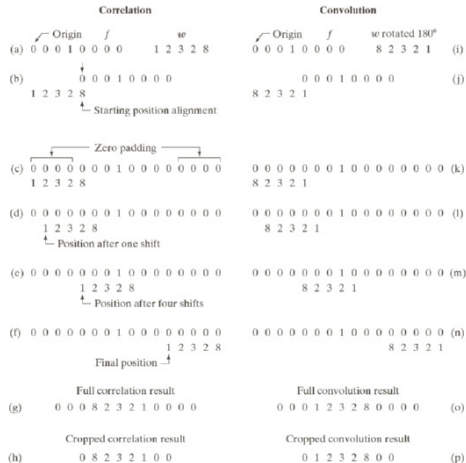 Correlation
Origin f w
(a) 0 0 0 1 0 0 0 0 1 2 3 2 8
(b) 0 0 0 1 0 0 0 0
1 2 3 2 8
Starting position alignment
Zero padding
(c) 0 0 0 0 0 0 0 1 0 0 0 0 0 0 0 0
1 2 3 2 8
(d) 0 0 0 0 0 0 0 1 0 0 0 0 0 0 0 0
1 2 3 2 8
Position after one shift
(e) 0 0 0 0 0 0 0 1 0 0 0 0 0 0 0 0
1 2 3 2 8
Position after four shifts
(f) 0 0 0 0 0 0 0 1 0 0 0 0 0 0 0 0
1 2 3 2 8
Final position
Full correlation result
(g) 0 0 0 8 2 3 2 1 0 0 0 0
Cropped correlation result
(h) 0 8 2 3 2 1 0 0
Convolution
Origin f w rotated 180°
0 0 0 1 0 0 0 0 8 2 3 2 1 (i)
0 0 0 1 0 0 0 0 (j)
8 2 3 2 1
0 0 0 0 0 0 0 1 0 0 0 0 0 0 0 0 (k)
8 2 3 2 1
0 0 0 0 0 0 0 1 0 0 0 0 0 0 0 0 (l)
8 2 3 2 1
0 0 0 0 0 0 0 1 0 0 0 0 0 0 0 0 (m)
8 2 3 2 1
0 0 0 0 0 0 0 1 0 0 0 0 0 0 0 0 (n)
8 2 3 2 1
Full convolution result
0 0 0 1 2 3 2 8 0 0 0 0 (o)
Cropped convolution result
0 1 2 3 2 8 0 0 (p)